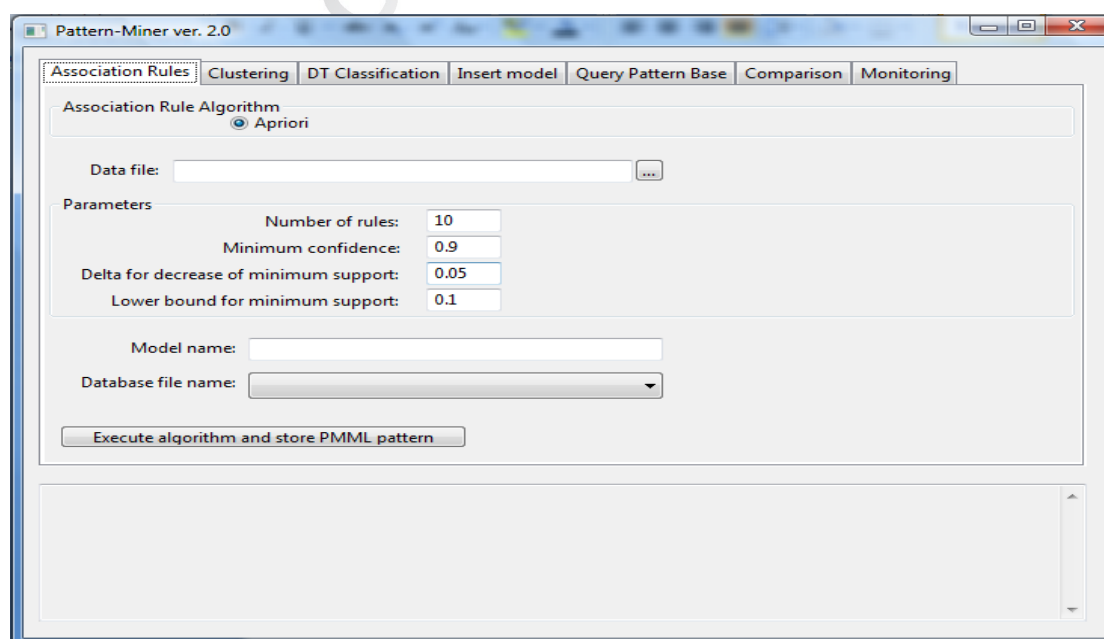 Pattern-Miner ver. 2.0
Association Rules Clustering DT Classification Insert model Query Pattern Base Comparison Monitoring
Association Rule Algorithm
Apriori
Data file: ...
Parameters
Number of rules: 10
Minimum confidence: 0.9
Delta for decrease of minimum support: 0.05
Lower bound for minimum support: 0.1
Model name:
Database file name:
Execute algorithm and store PMML pattern